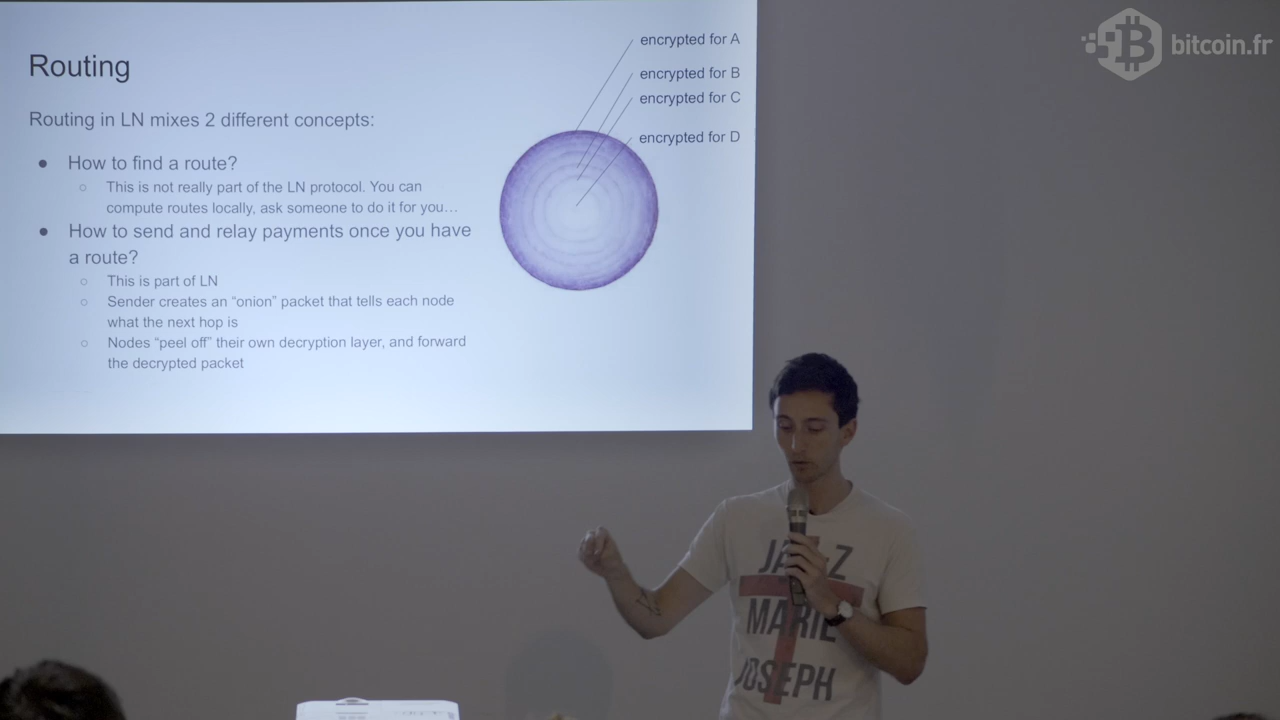 Routing
Routing in LN mixes 2 different concepts:
● How to find a route?
○ This is not really part of the LN protocol. You can
compute routes locally, ask someone to do it for you…
● How to send and relay payments once you have
a route?
○ This is part of LN
○ Sender creates an “onion” packet that tells each node
what the next hop is
○ Nodes “peel off” their own decryption layer, and forward
the decrypted packet
encrypted for A
encrypted for B
encrypted for C
encrypted for D
bitcoin.fr
MARIE
JOSEPH